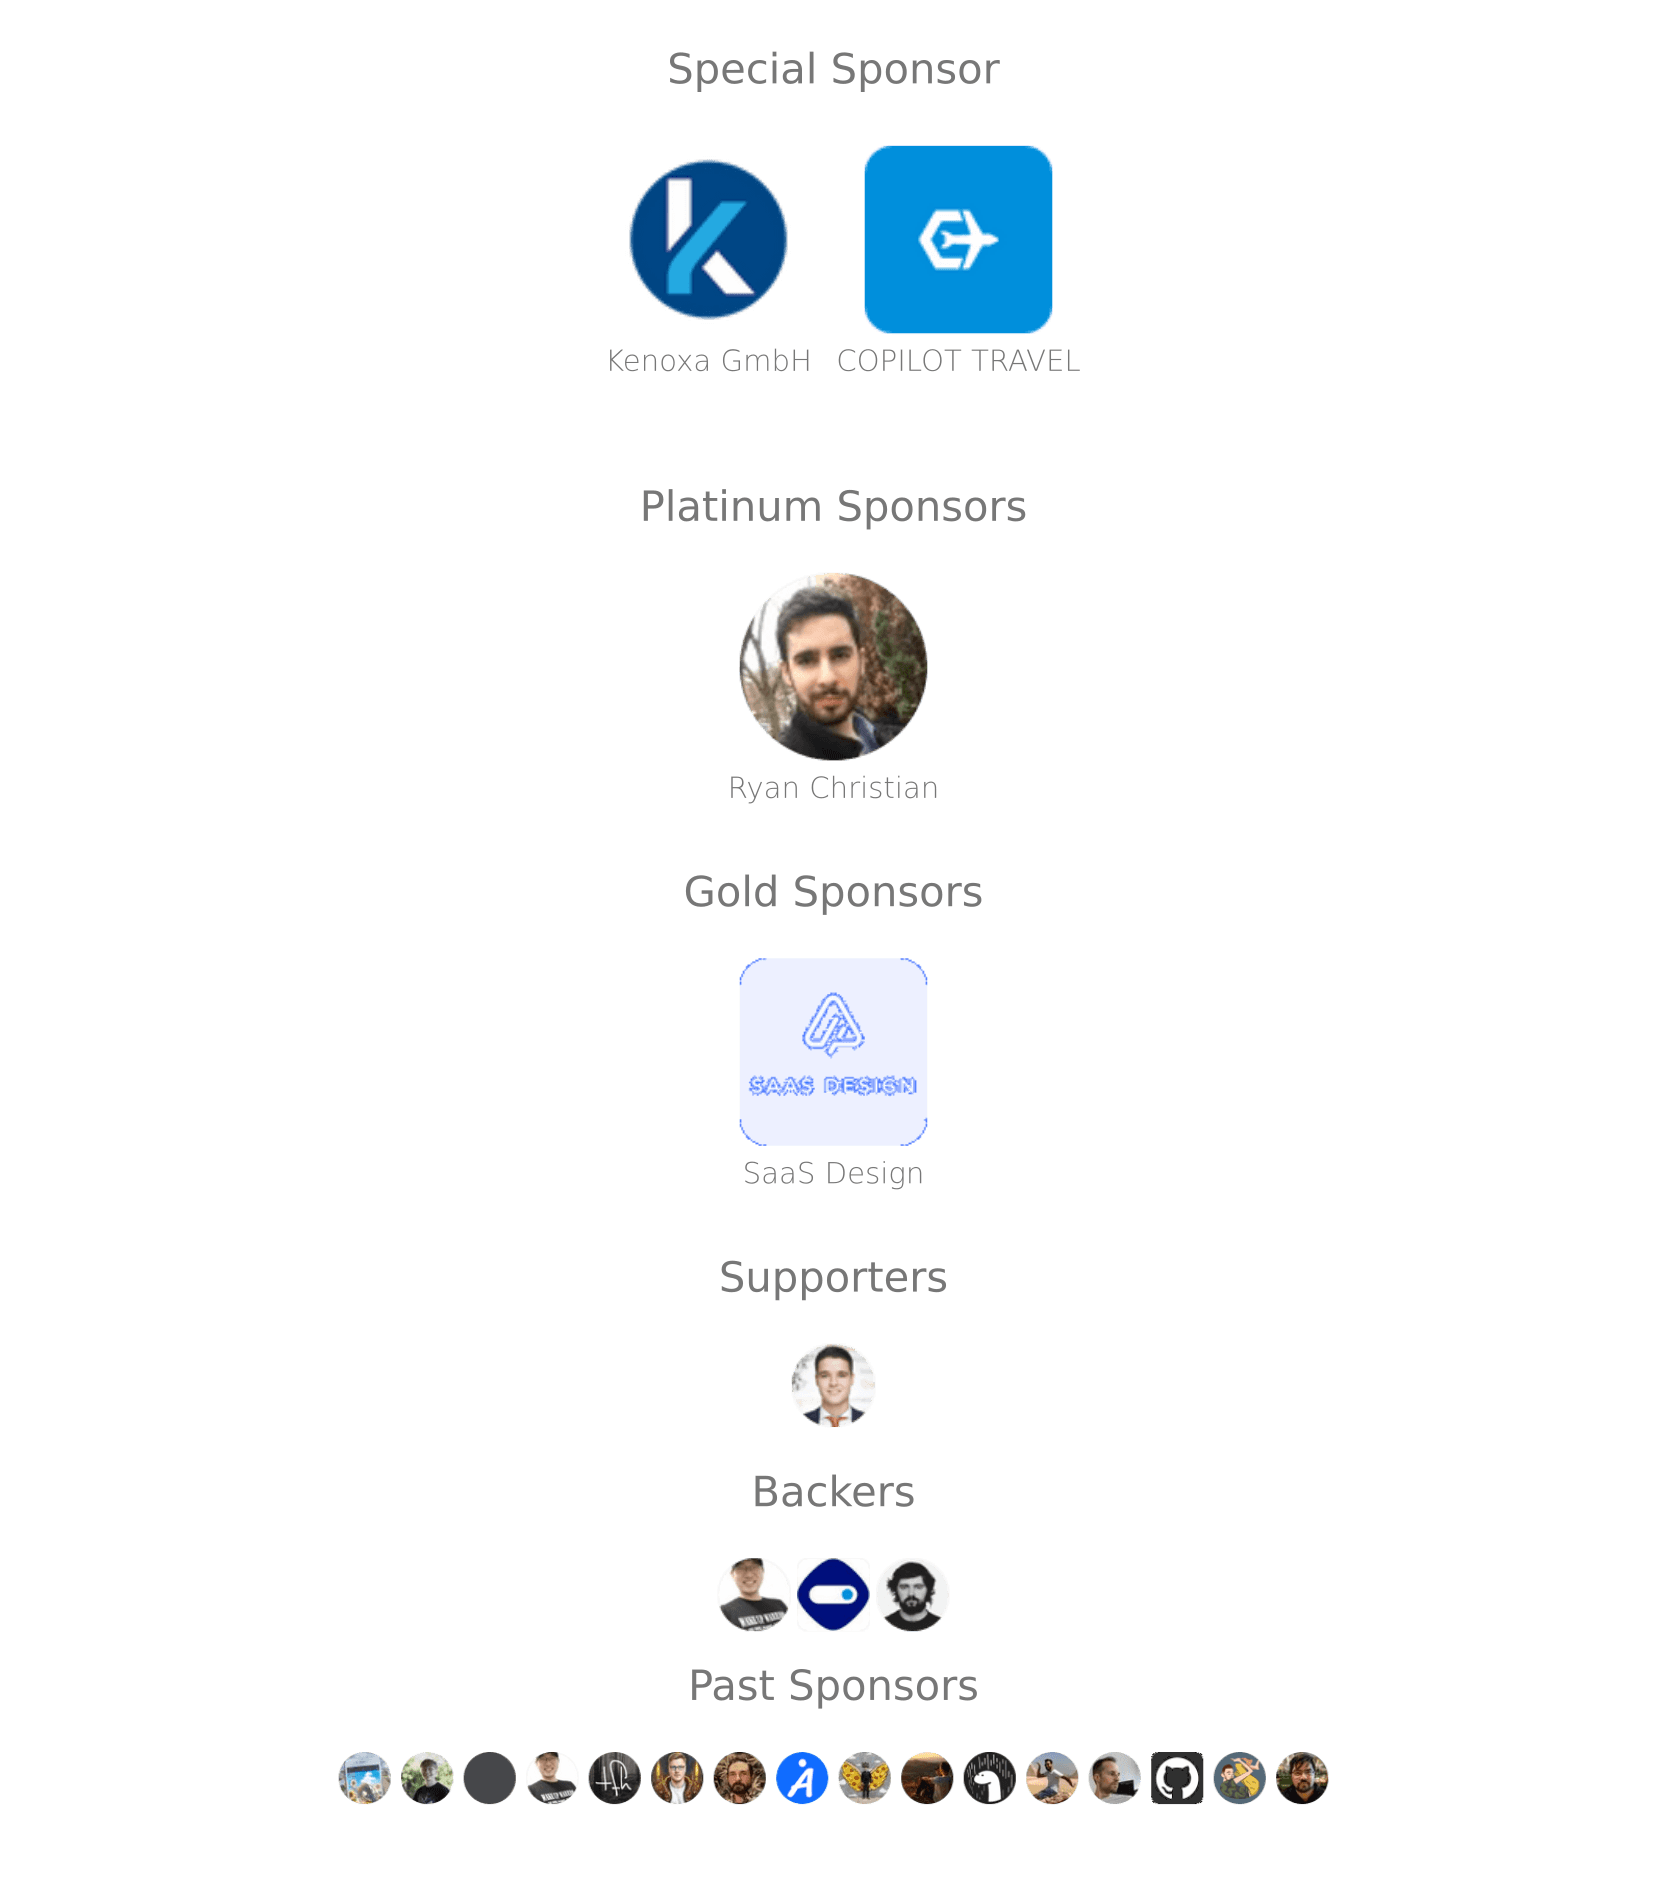 Special Sponsor
Kenoxa GmbH COPILOT TRAVEL
Platinum Sponsors
Ryan Christian
Gold Sponsors
SAAS DESIGN
SaaS Design
Supporters
Backers
Past Sponsors
tfh